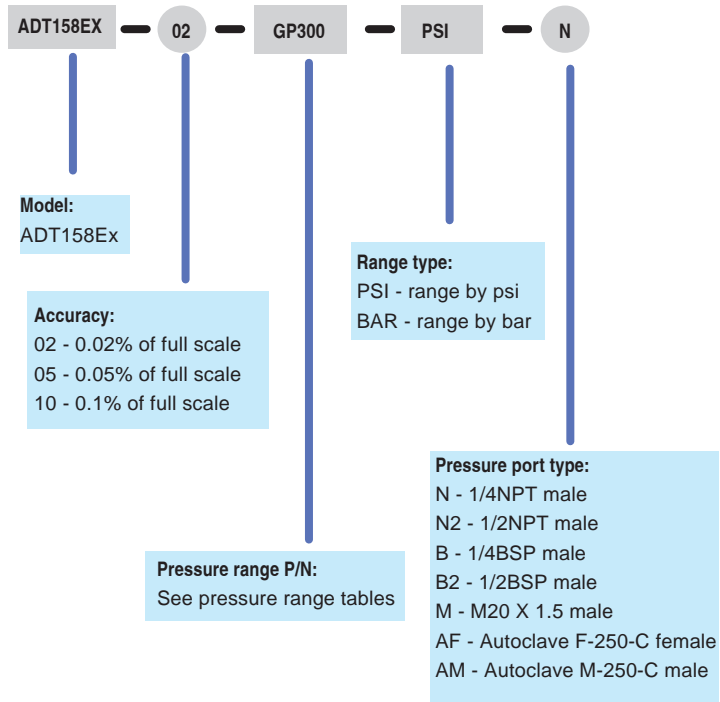 ADT158EX 02 GP300 PSI N
Model:
ADT158Ex
Accuracy:
02 - 0.02% of full scale
05 - 0.05% of full scale
10 - 0.1% of full scale
Pressure range P/N:
See pressure range tables
Range type:
PSI - range by psi
BAR - range by bar
Pressure port type:
N - 1/4NPT male
N2 - 1/2NPT male
B - 1/4BSP male
B2 - 1/2BSP male
M - M20 X 1.5 male
AF - Autoclave F-250-C female
AM - Autoclave M-250-C male